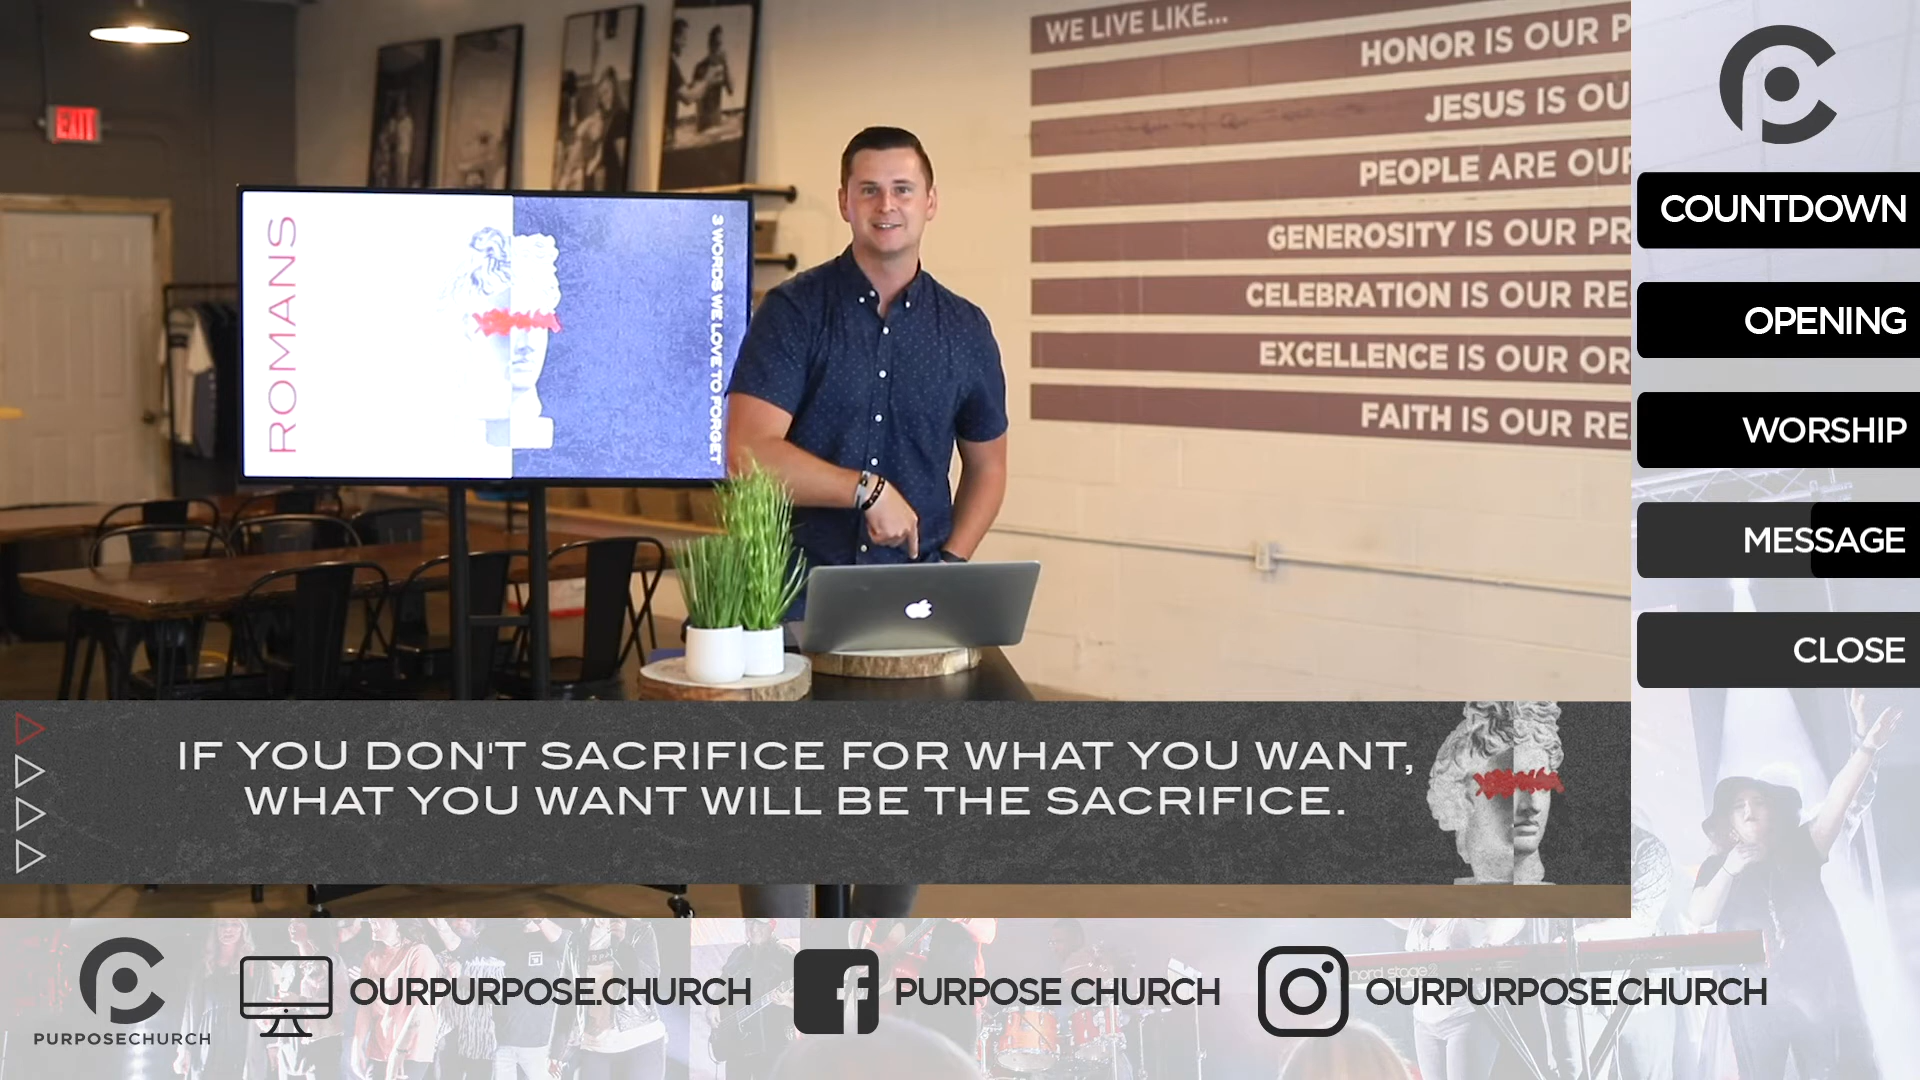 WE LIVE LIKE...
HONOR IS OUR P
JESUS IS OU
PEOPLE ARE OUR
GENEROSITY IS OUR PR
CELEBRATION IS OUR RE
EXCELLENCE IS OUR OR
FAITH IS OUR RE
EXIT
ROMANS
3 WORDS WE LOVE TO FORGET
COUNTDOWN
OPENING
WORSHIP
MESSAGE
CLOSE
IF YOU DON'T SACRIFICE FOR WHAT YOU WANT,
WHAT YOU WANT WILL BE THE SACRIFICE.
PURPOSECHURCH
OURPURPOSE.CHURCH
PURPOSE CHURCH
OURPURPOSE.CHURCH
nord stage